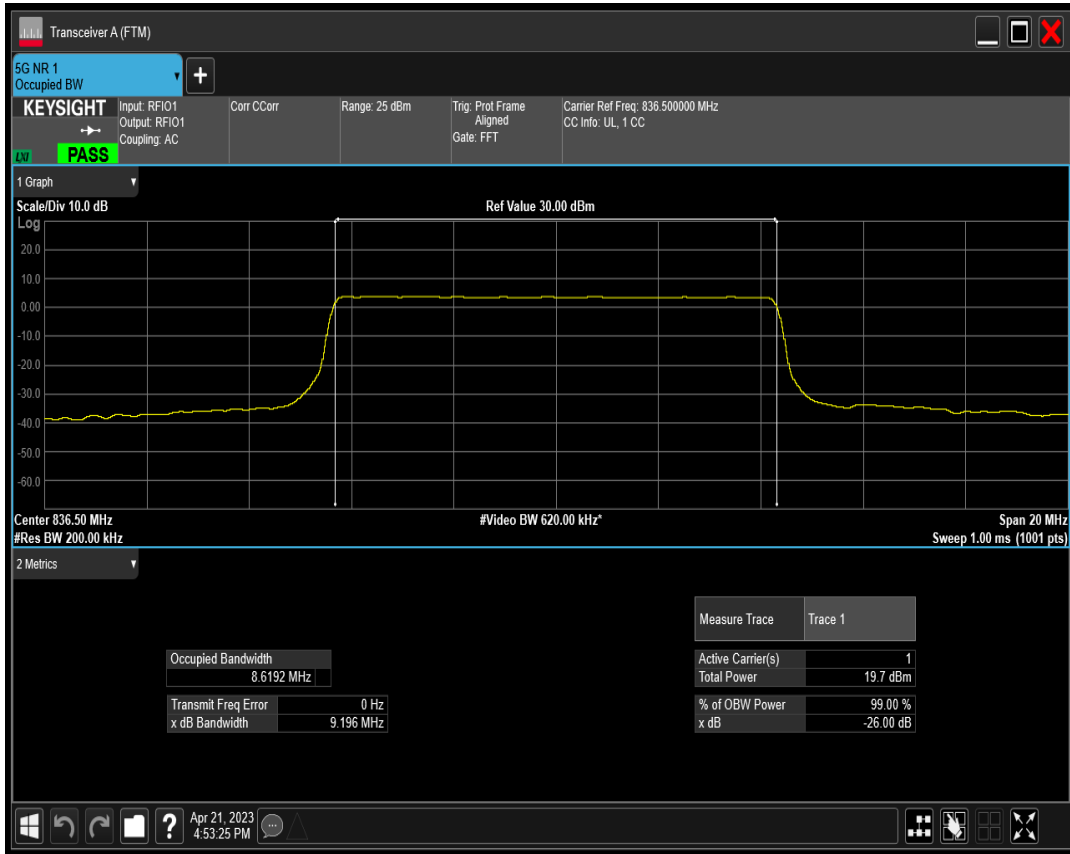 Transceiver A (FTM)
5G NR 1
Occupied BW
+
KEYSIGHT
LXI
PASS
Input: RFIO1
Output: RFIO1
Coupling: AC
Corr CCorr
Range: 25 dBm
Trig: Prot Frame
Aligned
Gate: FFT
Carrier Ref Freq: 836.500000 MHz
CC Info: UL, 1 CC
1 Graph
Scale/Div 10.0 dB
Ref Value 30.00 dBm
Log
20.0
10.0
0.00
-10.0
-20.0
-30.0
-40.0
-50.0
-60.0
Center 836.50 MHz
#Video BW 620.00 kHz*
Span 20 MHz
#Res BW 200.00 kHz
Sweep 1.00 ms (1001 pts)
2 Metrics
Measure Trace Trace 1
Occupied Bandwidth
8.6192 MHz
Active Carrier(s) 1
Total Power 19.7 dBm
Transmit Freq Error 0 Hz
x dB Bandwidth 9.196 MHz
% of OBW Power 99.00 %
x dB -26.00 dB
?
Apr 21, 2023
4:53:25 PM